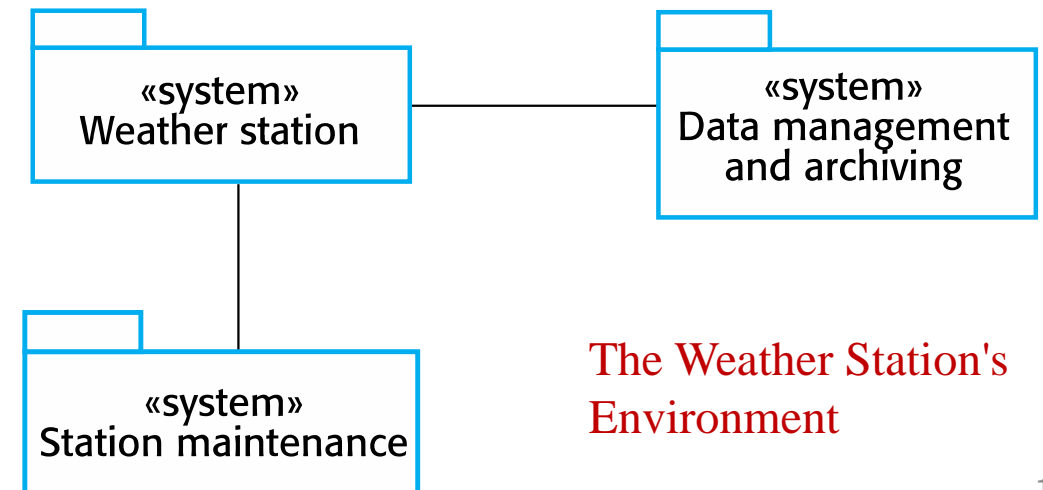 «system»
Weather station
«system»
Data management
and archiving
«system»
Station maintenance
The Weather Station's
Environment